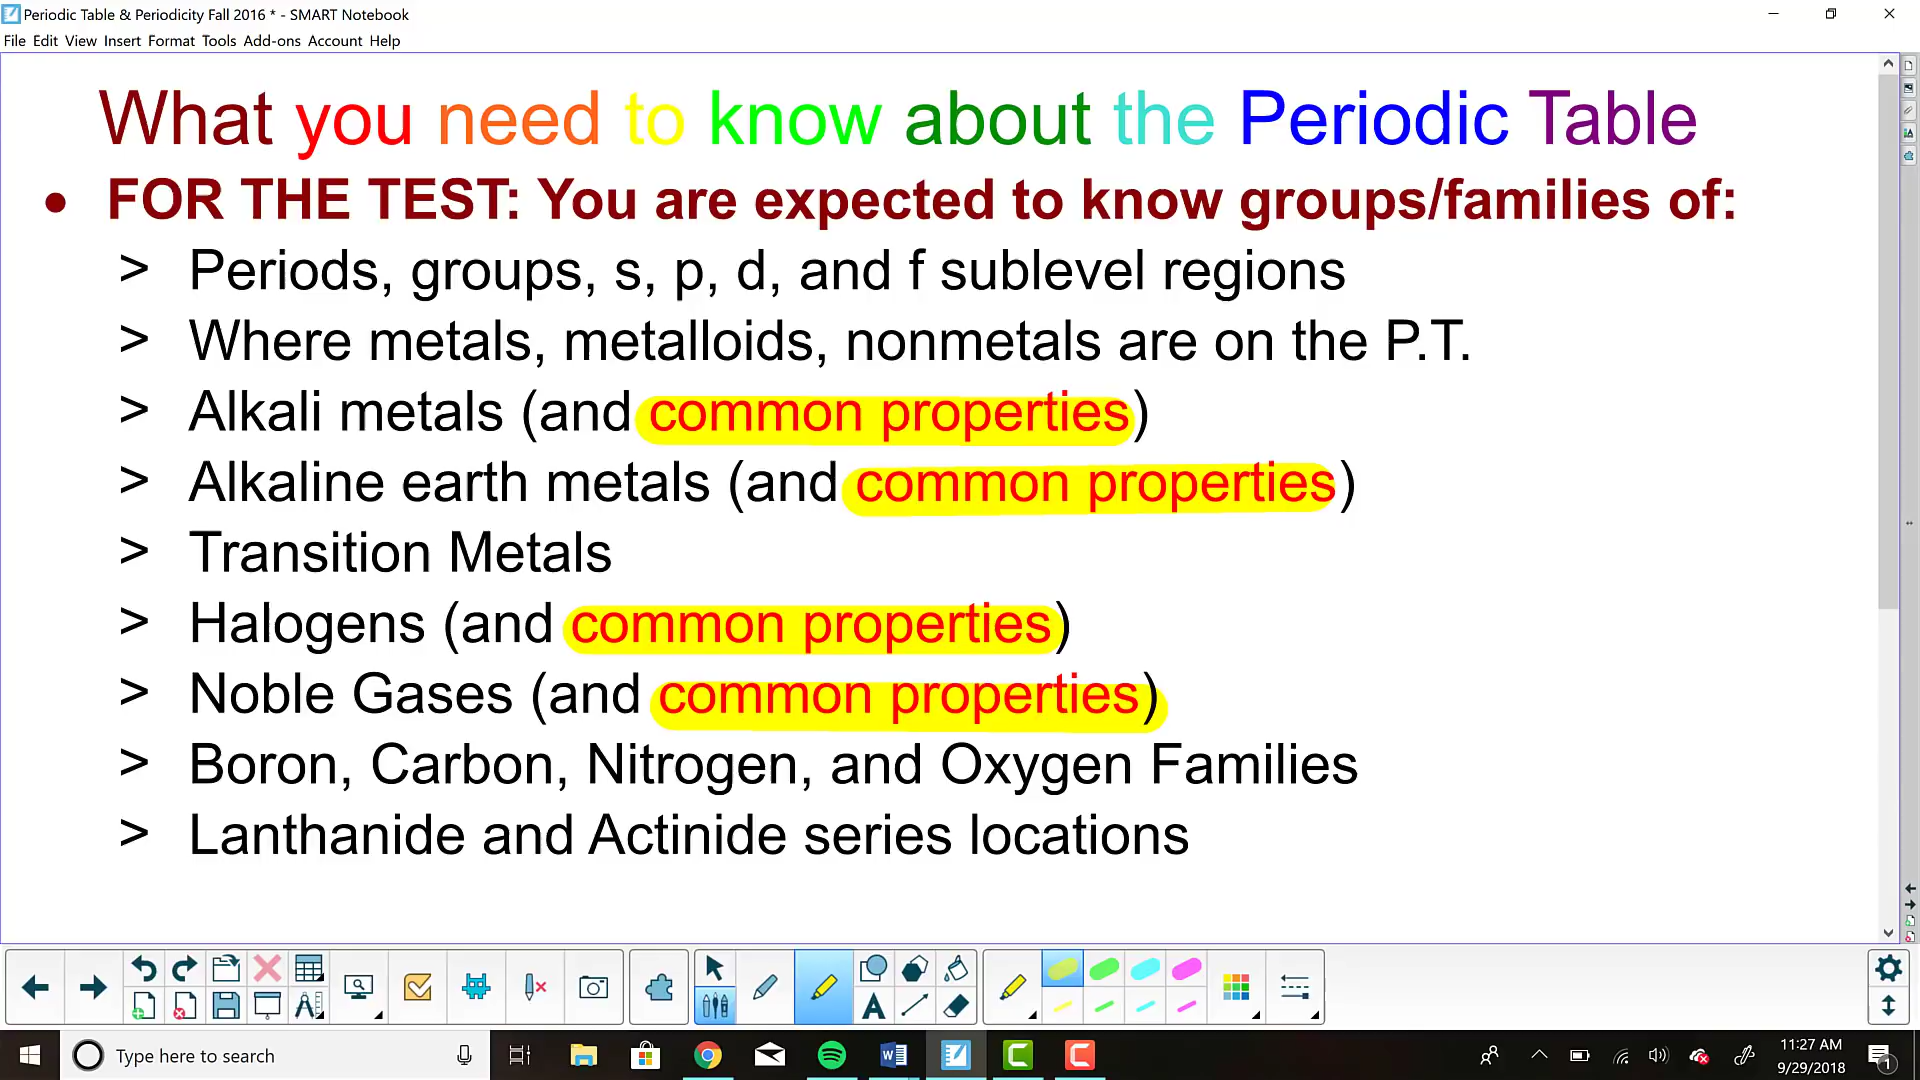 Periodic Table & Periodicity Fall 2016 * - SMART Notebook
File Edit View Insert Format Tools Add-ons Account Help
What you need to know about the Periodic Table
• FOR THE TEST: You are expected to know groups/families of:
> Periods, groups, s, p, d, and f sublevel regions
> Where metals, metalloids, nonmetals are on the P.T.
> Alkali metals (and common properties)
> Alkaline earth metals (and common properties)
> Transition Metals
> Halogens (and common properties)
> Noble Gases (and common properties)
> Boron, Carbon, Nitrogen, and Oxygen Families
> Lanthanide and Actinide series locations
Type here to search
11:27 AM
9/29/2018
1